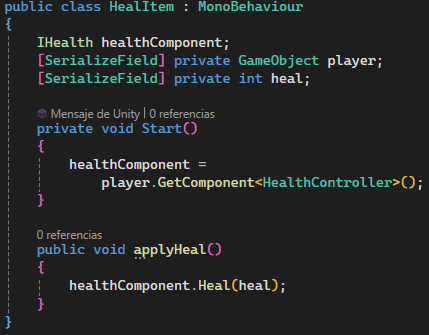 public class HealItem : MonoBehaviour
{
IHealth healthComponent;
[SerializeField] private GameObject player;
[SerializeField] private int heal;
Mensaje de Unity | 0 referencias
private void Start()
{
healthComponent =
player.GetComponent<HealthController>();
}
0 referencias
public void applyHeal()
{
healthComponent.Heal(heal);
}
}